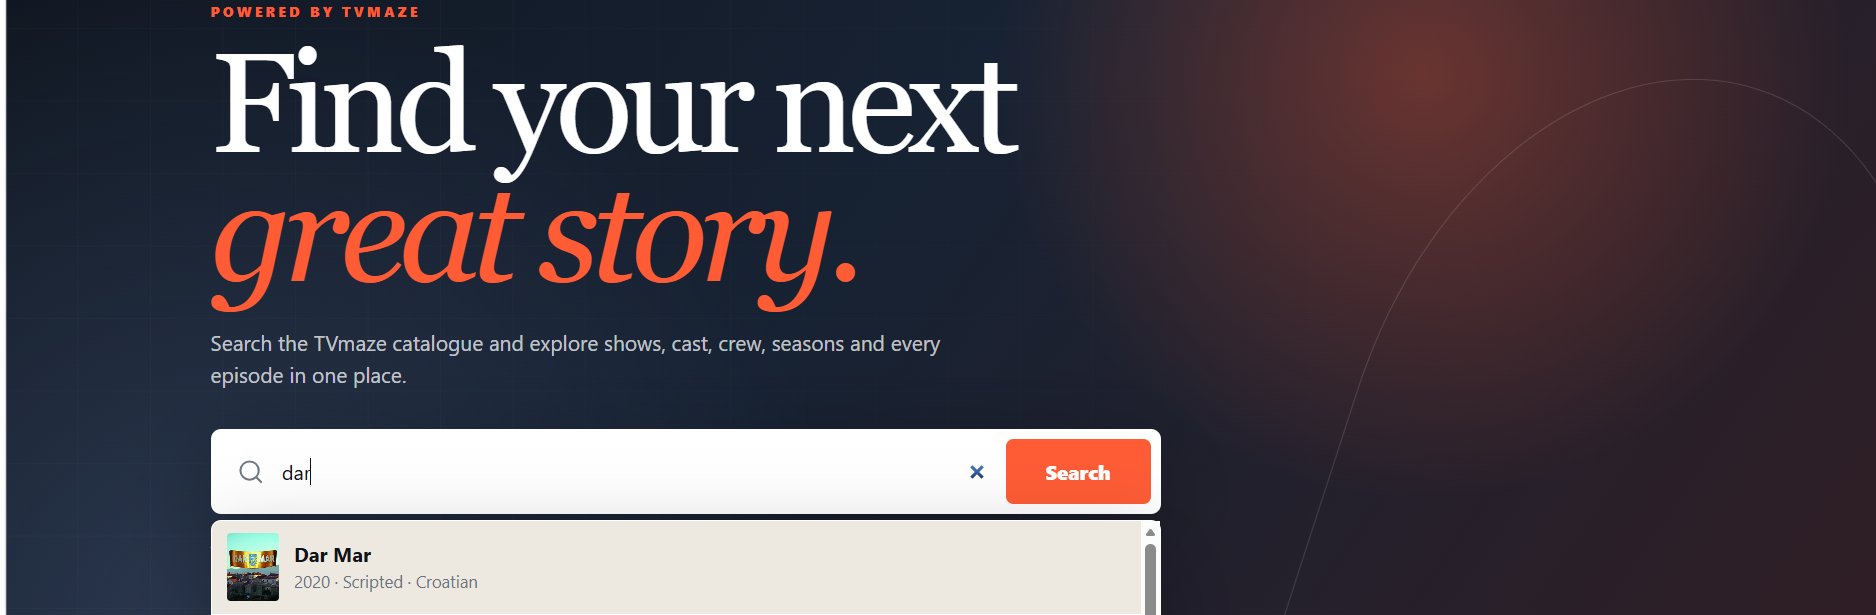 POWERED BY TVMAZE
Find your next
great story.
Search the TVmaze catalogue and explore shows, cast, crew, seasons and every
episode in one place.
dar
Search
Dar Mar
2020 · Scripted · Croatian